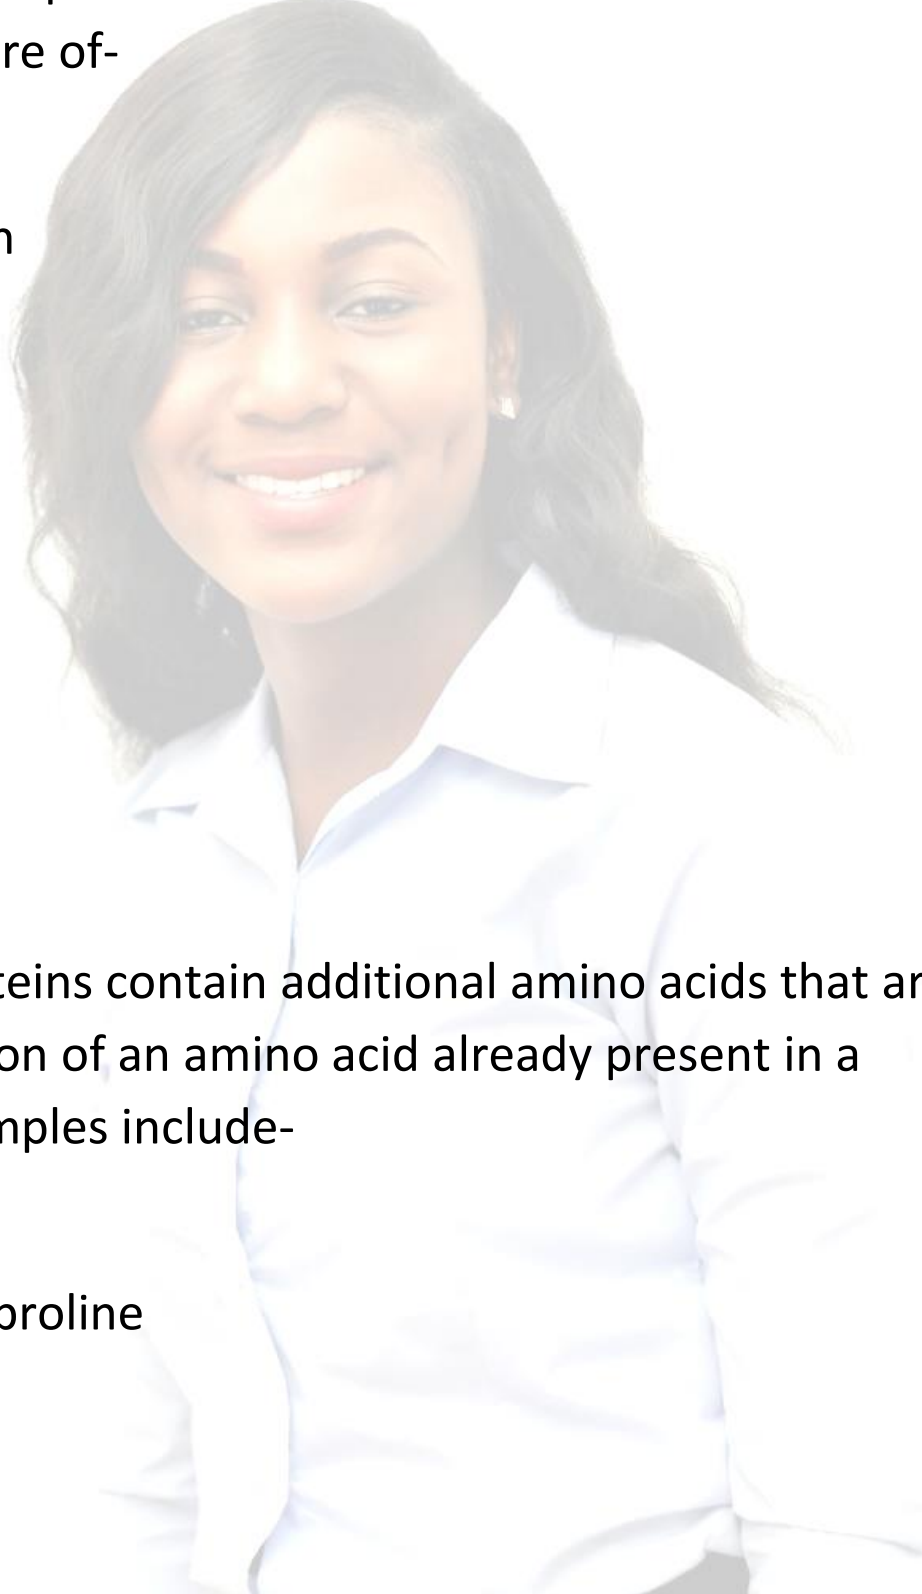 re of-
n
teins contain additional amino acids that ar
on of an amino acid already present in a
mples include-
proline